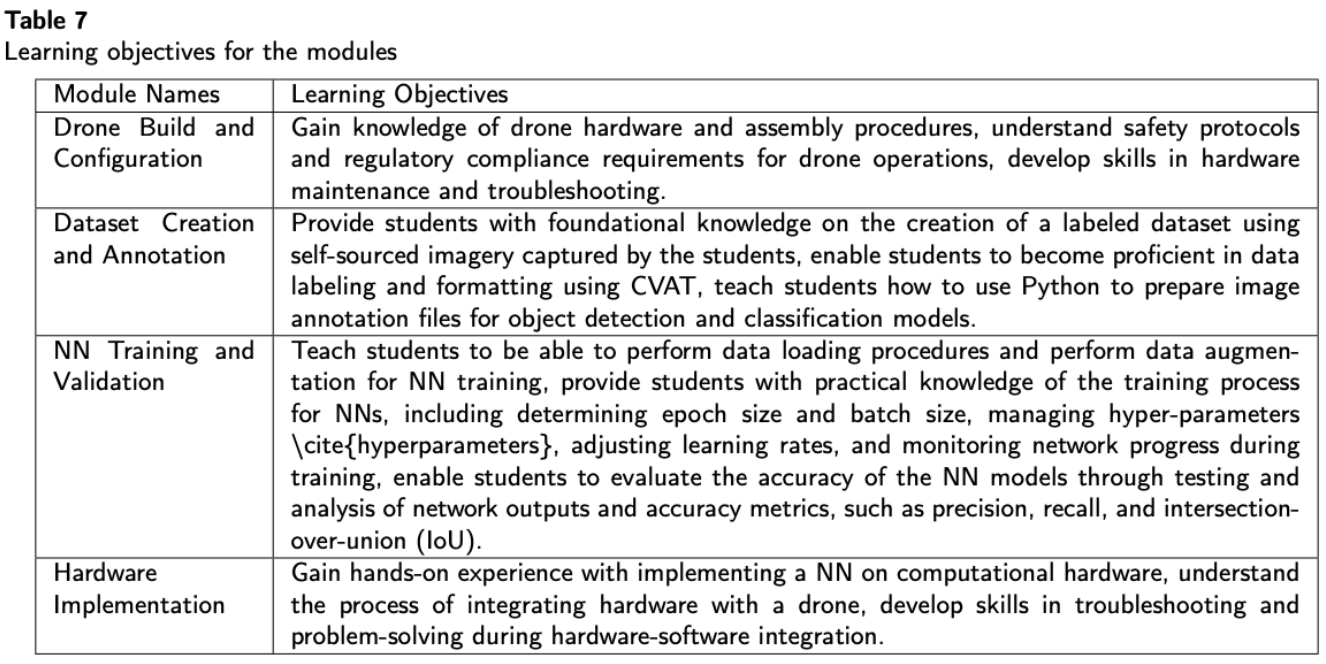 Table 7
Learning objectives for the modules
Module Names Learning Objectives
Drone Build and Configuration
Gain knowledge of drone hardware and assembly procedures, understand safety protocols
and regulatory compliance requirements for drone operations, develop skills in hardware
maintenance and troubleshooting.
Dataset Creation and Annotation
Provide students with foundational knowledge on the creation of a labeled dataset using
self-sourced imagery captured by the students, enable students to become proficient in data
labeling and formatting using CVAT, teach students how to use Python to prepare image
annotation files for object detection and classification models.
NN Training and Validation
Teach students to be able to perform data loading procedures and perform data augmen-
tation for NN training, provide students with practical knowledge of the training process
for NNs, including determining epoch size and batch size, managing hyper-parameters
\cite{hyperparameters}, adjusting learning rates, and monitoring network progress during
training, enable students to evaluate the accuracy of the NN models through testing and
analysis of network outputs and accuracy metrics, such as precision, recall, and intersection-
over-union (IoU).
Hardware Implementation
Gain hands-on experience with implementing a NN on computational hardware, understand
the process of integrating hardware with a drone, develop skills in troubleshooting and
problem-solving during hardware-software integration.